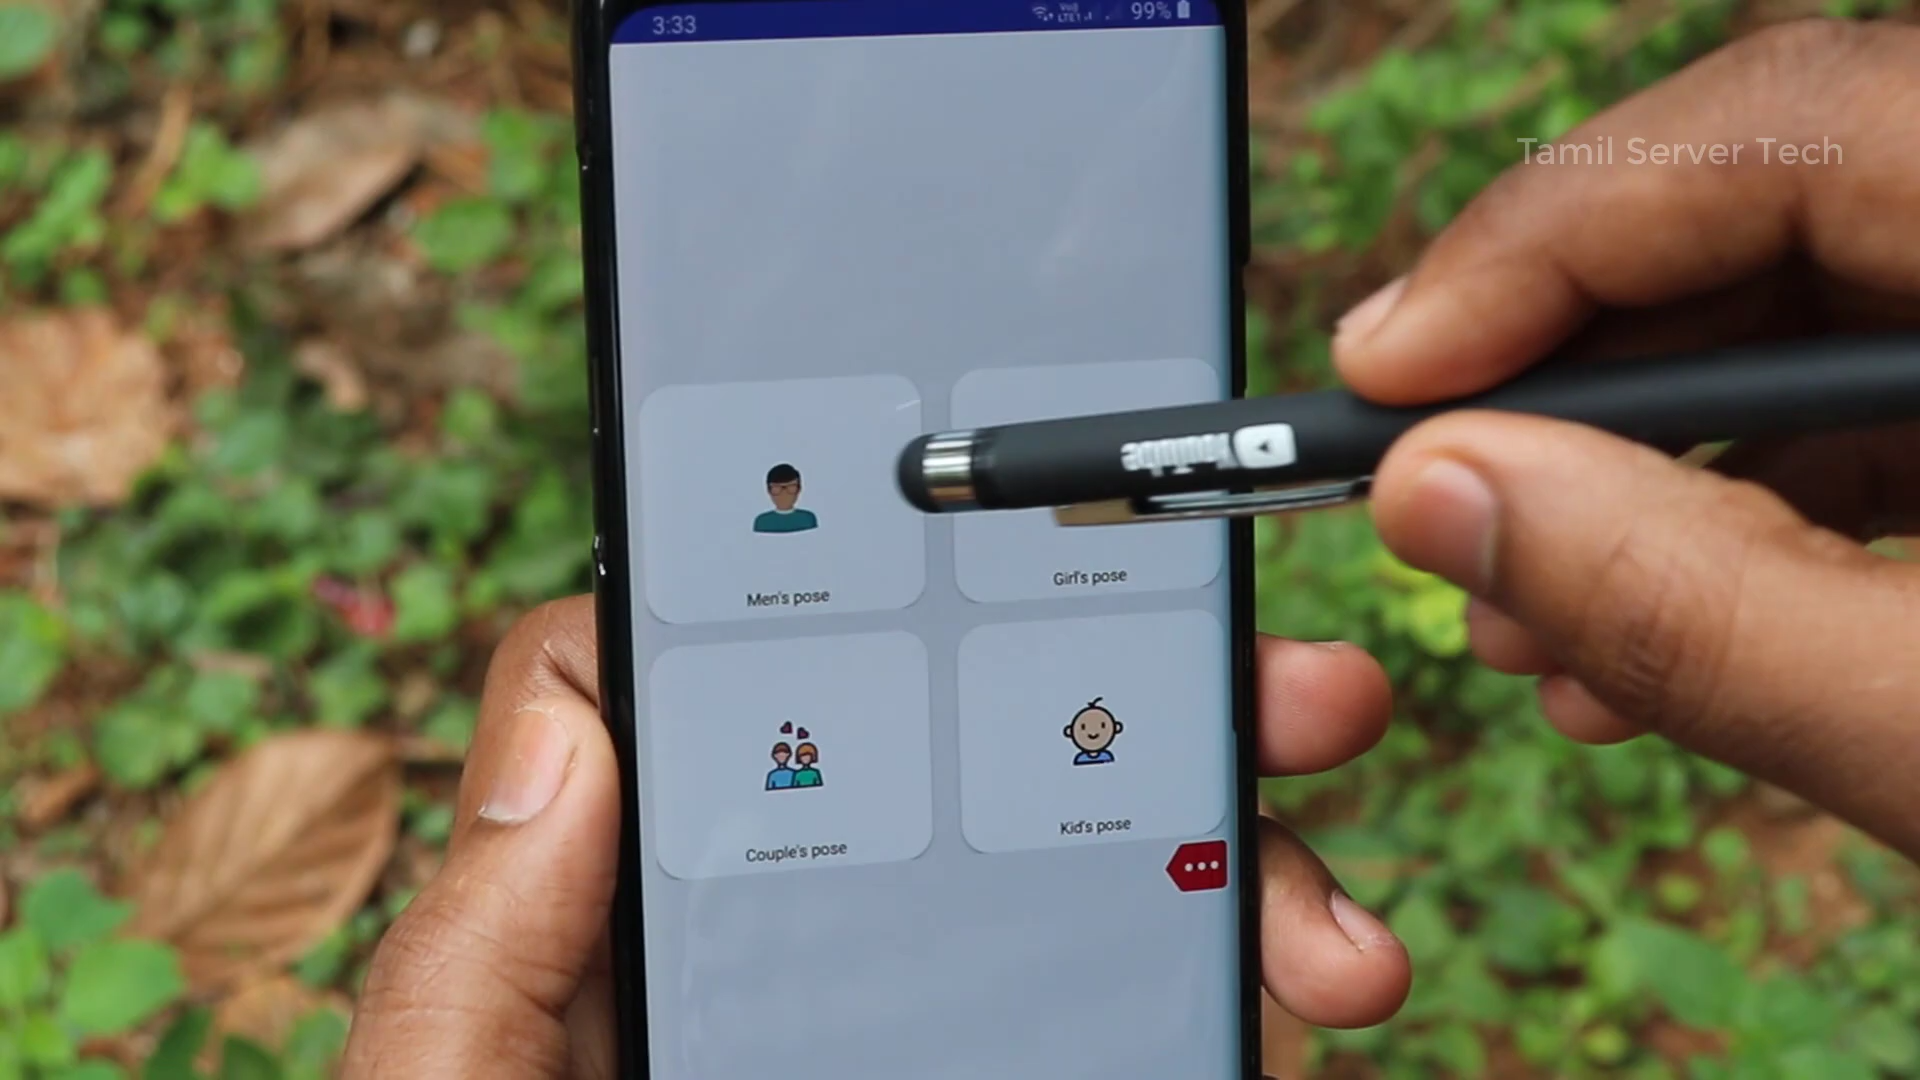 3:33
99%
Tamil Server Tech
YouTube
Men's pose
Girl's pose
Couple's pose
Kid's pose